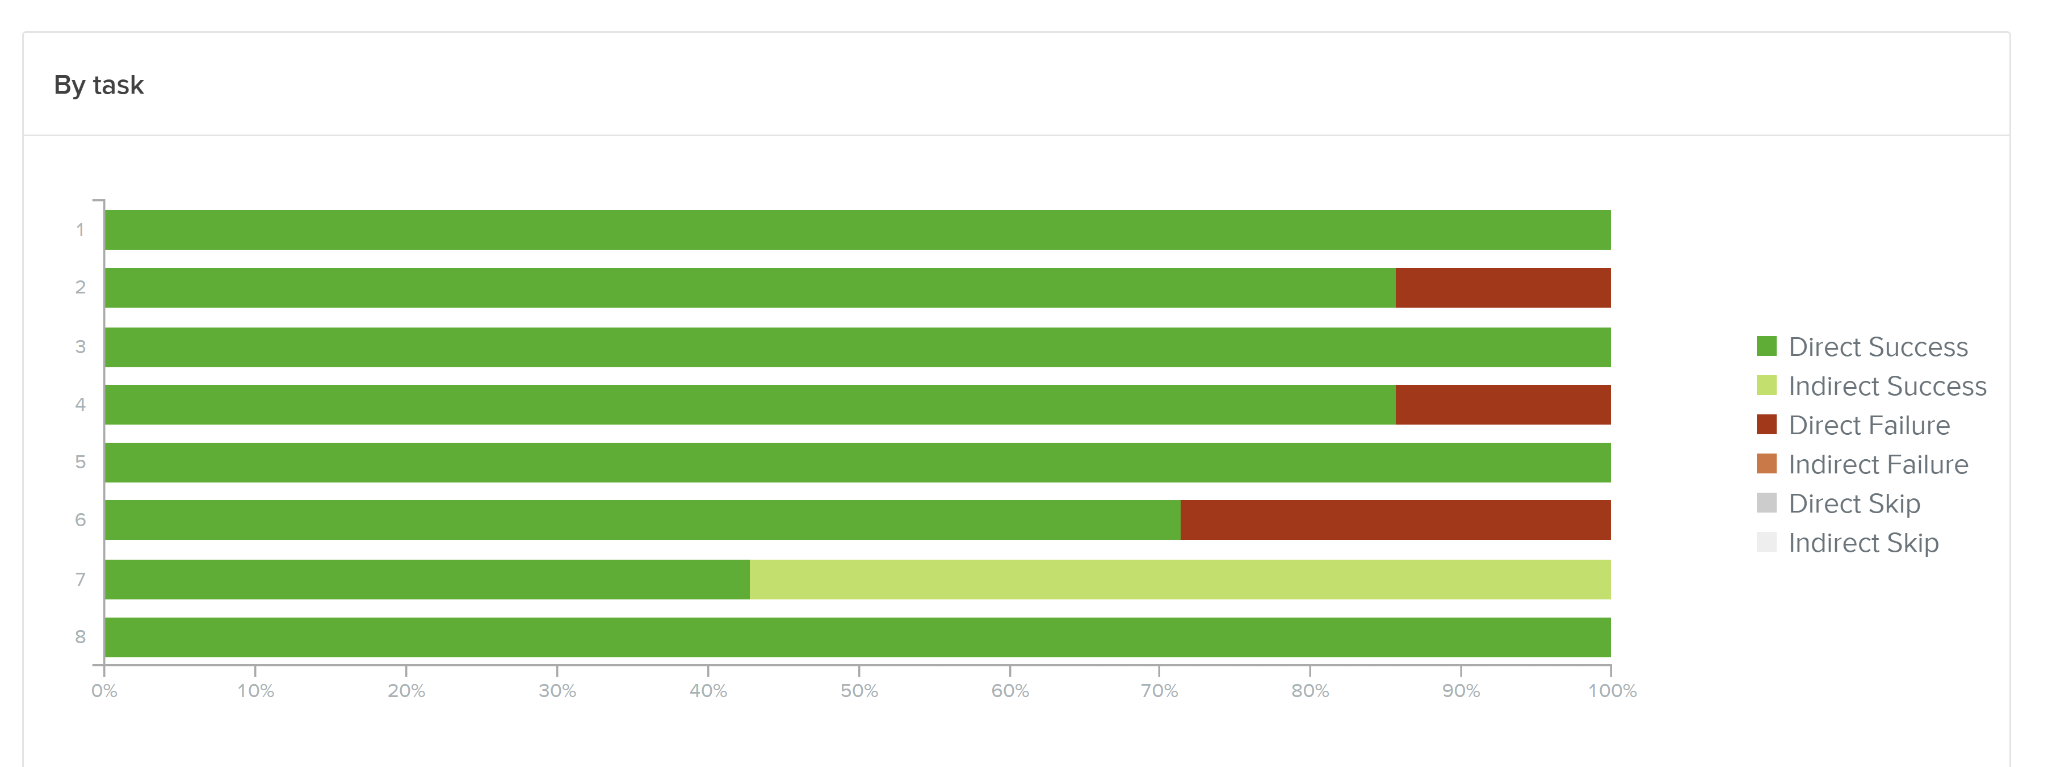 By task
1
2
3
4
5
6
7
8
0% 10% 20% 30% 40% 50% 60% 70% 80% 90% 100%
Direct Success
Indirect Success
Direct Failure
Indirect Failure
Direct Skip
Indirect Skip